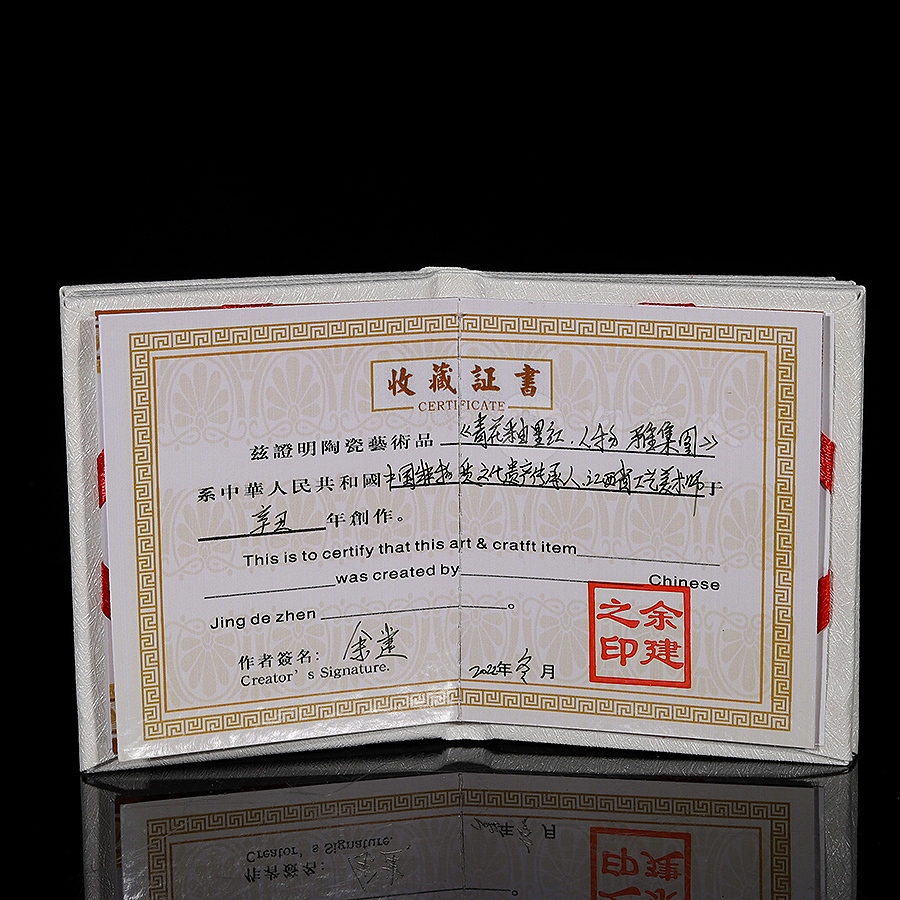 收藏証書
CERTIFICATE
茲證明陶瓷藝術品《青花釉里红.人物 雅集图》
系中華人民共和國中国非物质文化遗产传承人.江西省工艺美术师于
辛丑年創作。
This is to certify that this art & cratft item
was created by Chinese
Jing de zhen 。
作者簽名: 余建
Creator's Signature.
2022年 月
余建之印